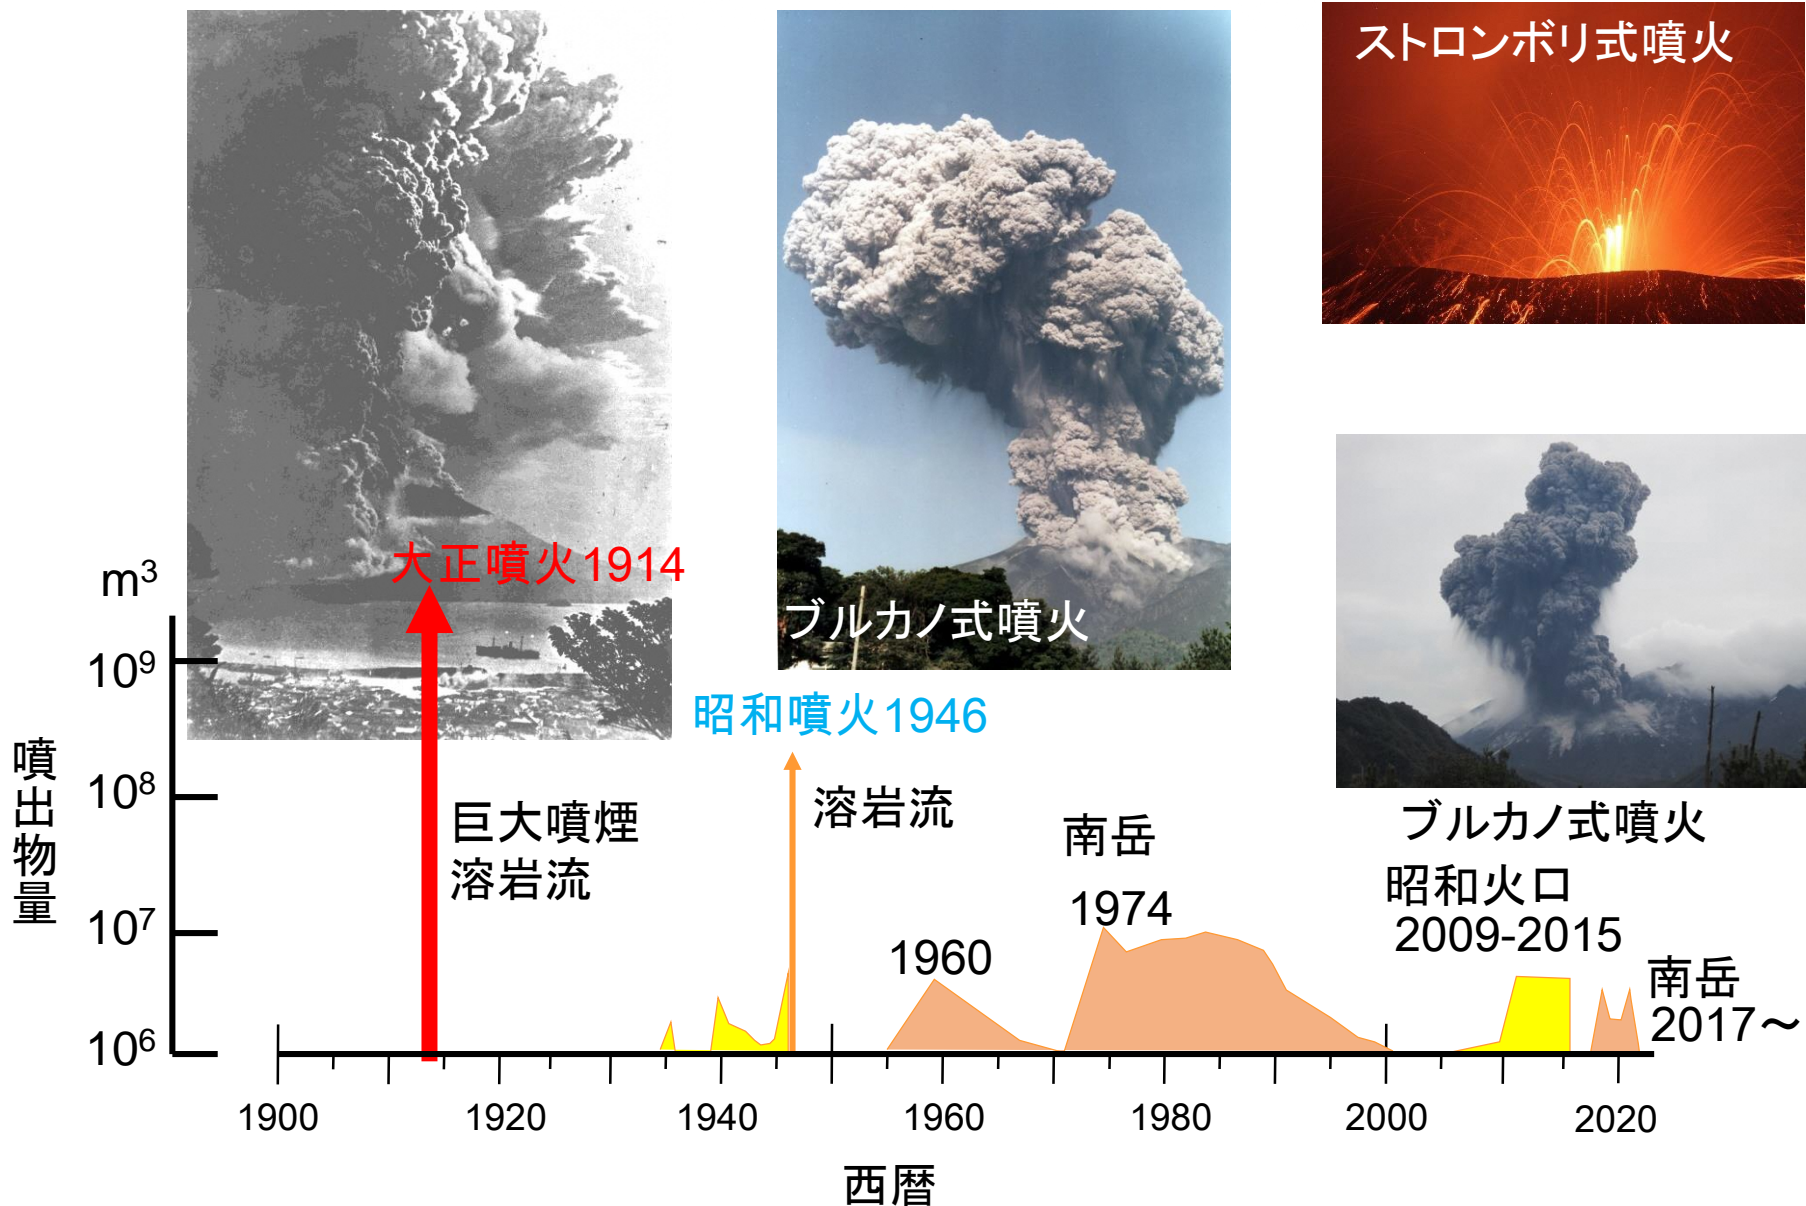 ストロンボリ式噴火
ブルカノ式噴火
大正噴火1914
昭和噴火1946
m³
10⁹
10⁸
10⁷
10⁶
噴出物量
巨大噴煙
溶岩流
溶岩流
南岳
1974
1960
ブルカノ式噴火
昭和火口
2009-2015
南岳
2017～
1900
1920
1940
1960
1980
2000
2020
西暦